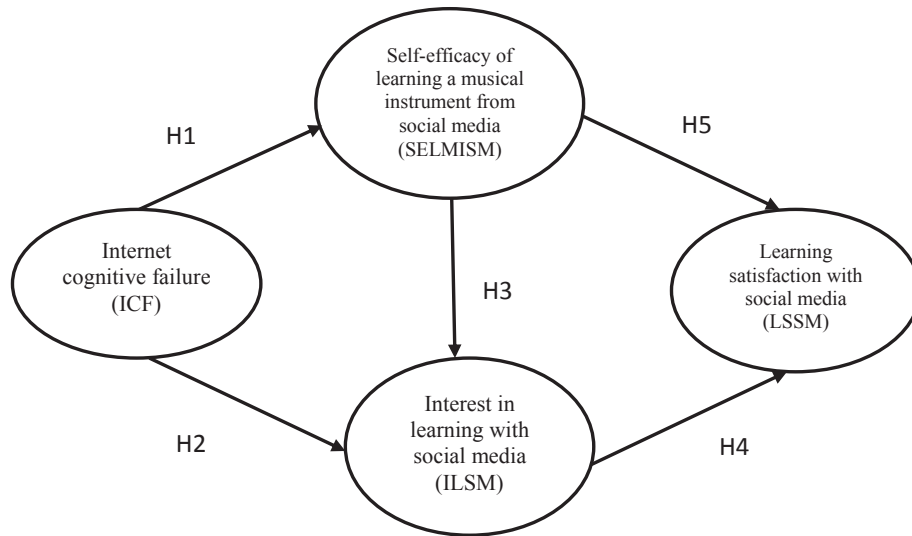 Self-efficacy of
learning a musical
instrument from
social media
(SELMISM)
H1
H5
Internet
cognitive failure
(ICF)
Learning
satisfaction with
social media
(LSSM)
H3
Interest in
learning with
social media
(ILSM)
H2
H4